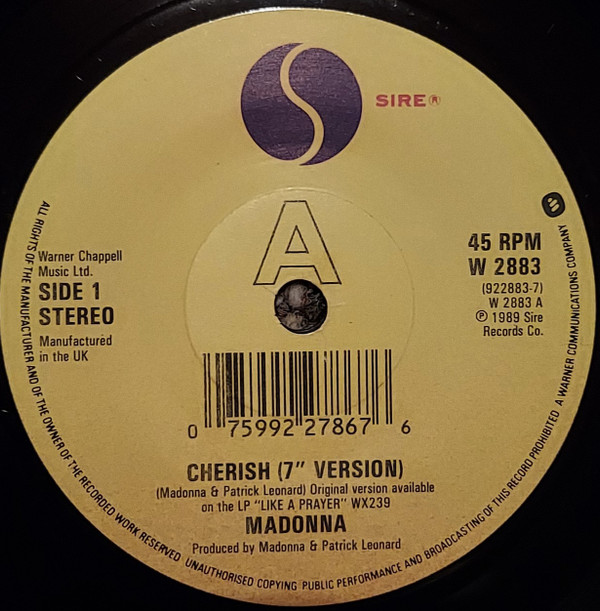 SIRE®
A
Warner Chappell
Music Ltd.
SIDE 1
STEREO
Manufactured
in the UK
45 RPM
W 2883
(922883-7)
W 2883 A
℗ 1989 Sire
Records Co.
0 75992 27867 6
CHERISH (7" VERSION)
(Madonna & Patrick Leonard) Original version available
on the LP "LIKE A PRAYER" WX239
MADONNA
Produced by Madonna & Patrick Leonard
ALL RIGHTS OF THE MANUFACTURER AND OF THE OWNER OF THE RECORDED WORK RESERVED UNAUTHORISED COPYING PUBLIC PERFORMANCE AND BROADCASTING OF THIS RECORD PROHIBITED A WARNER COMMUNICATIONS COMPANY